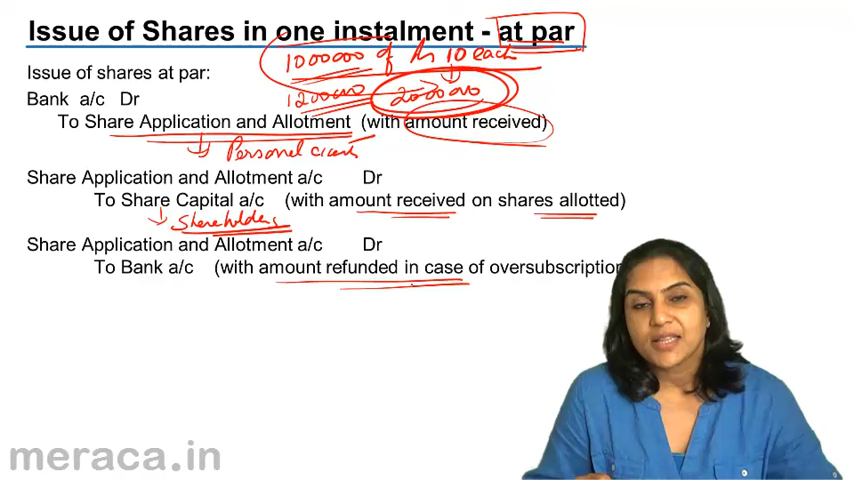 Issue of Shares in one instalment - at par
1000000 of Rs 10 each
Issue of shares at par:
1200000 2000000
Bank a/c Dr
To Share Application and Allotment (with amount received)
Personal
Share Application and Allotment a/c Dr
To Share Capital a/c (with amount received on shares allotted)
Shareholders
Share Application and Allotment a/c Dr
To Bank a/c (with amount refunded in case of oversubscription
meraca.in